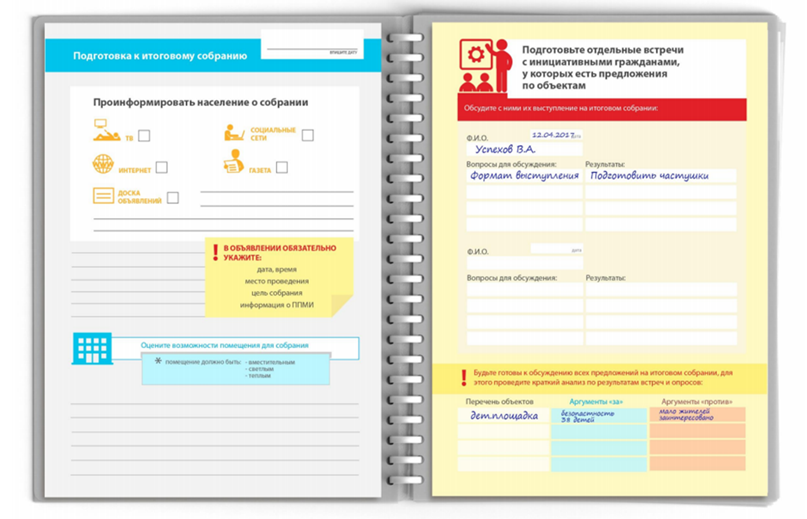 Подготовка к итоговому собранию
ВПИШИТЕ ДАТУ
Проинформировать население о собрании
ТВ
СОЦИАЛЬНЫЕ
СЕТИ
ИНТЕРНЕТ
ГАЗЕТА
ДОСКА
ОБЪЯВЛЕНИЙ
! В ОБЪЯВЛЕНИИ ОБЯЗАТЕЛЬНО
УКАЖИТЕ:
дата, время
место проведения
цель собрания
информация о ППМИ
Оцените возможности помещения для собрания
* помещение должно быть: - вместительным
- светлым
- теплым
Подготовьте отдельные встречи
с инициативными гражданами,
у которых есть предложения
по объектам
Обсудите с ними их выступление на итоговом собрании:
12.04.2017
Ф.И.О.
Успехов В.А.
Вопросы для обсуждения: Результаты:
Формат выступления Подготовить частушки
дата
Ф.И.О.
Вопросы для обсуждения: Результаты:
! Будьте готовы к обсуждению всех предложений на итоговом собрании, для
этого проведите краткий анализ по результатам встреч и опросов:
Перечень объектов Аргументы «за» Аргументы «против»
дет.площадка
безопастность
38 детей
мало жителей
заинтересовано